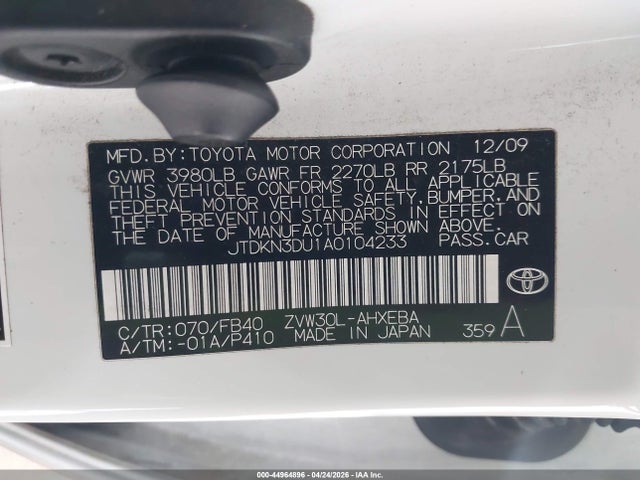 MFD.BY:TOYOTA MOTOR CORPORATION 12/09
GVWR 3980LB GAWR FR 2270LB RR 2175LB
THIS VEHICLE CONFORMS TO ALL APPLICABLE
FEDERAL MOTOR VEHICLE SAFETY,BUMPER,AND
THEFT PREVENTION STANDARDS IN EFFECT ON
THE DATE OF MANUFACTURE SHOWN ABOVE.
JTDKN3DU1A0104233 PASS.CAR
C/TR:070/FB40 ZVW30L-AHXEBA
A/TM:-01A/P410 MADE IN JAPAN 359 A
000-44964896 | 04/24/2026 - IAAI.COM